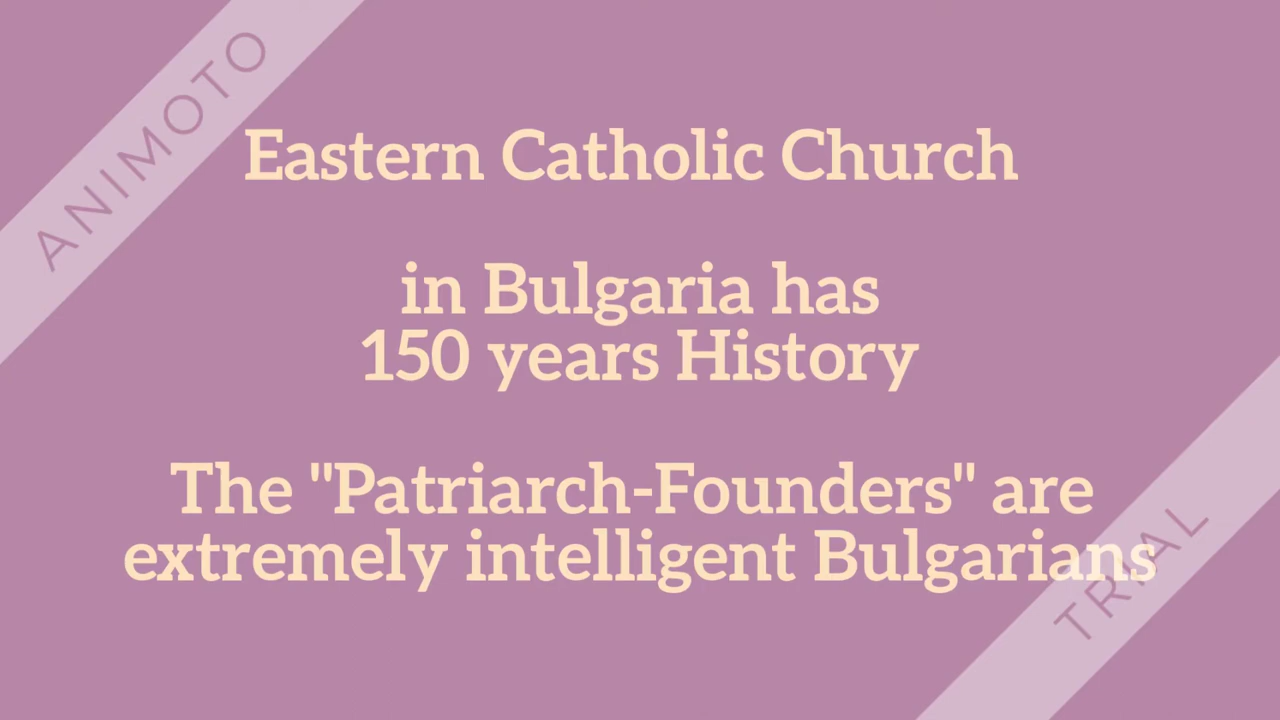 ANIMOTO
Eastern Catholic Church
in Bulgaria has
150 years History
The "Patriarch-Founders" are
extremely intelligent Bulgarians
TRIAL